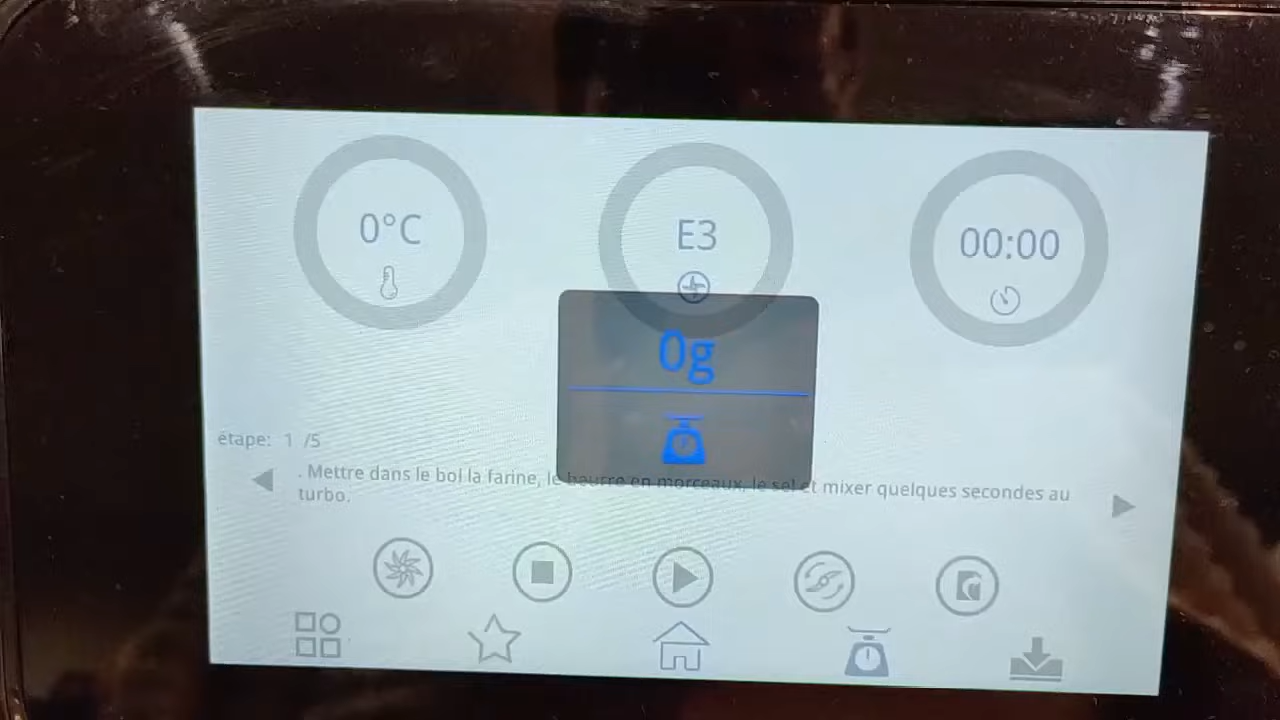 0°C
E3
00:00
0g
étape: 1 /5
. Mettre dans le bol la farine, le beurre en morceaux, le sel et mixer quelques secondes au
turbo.